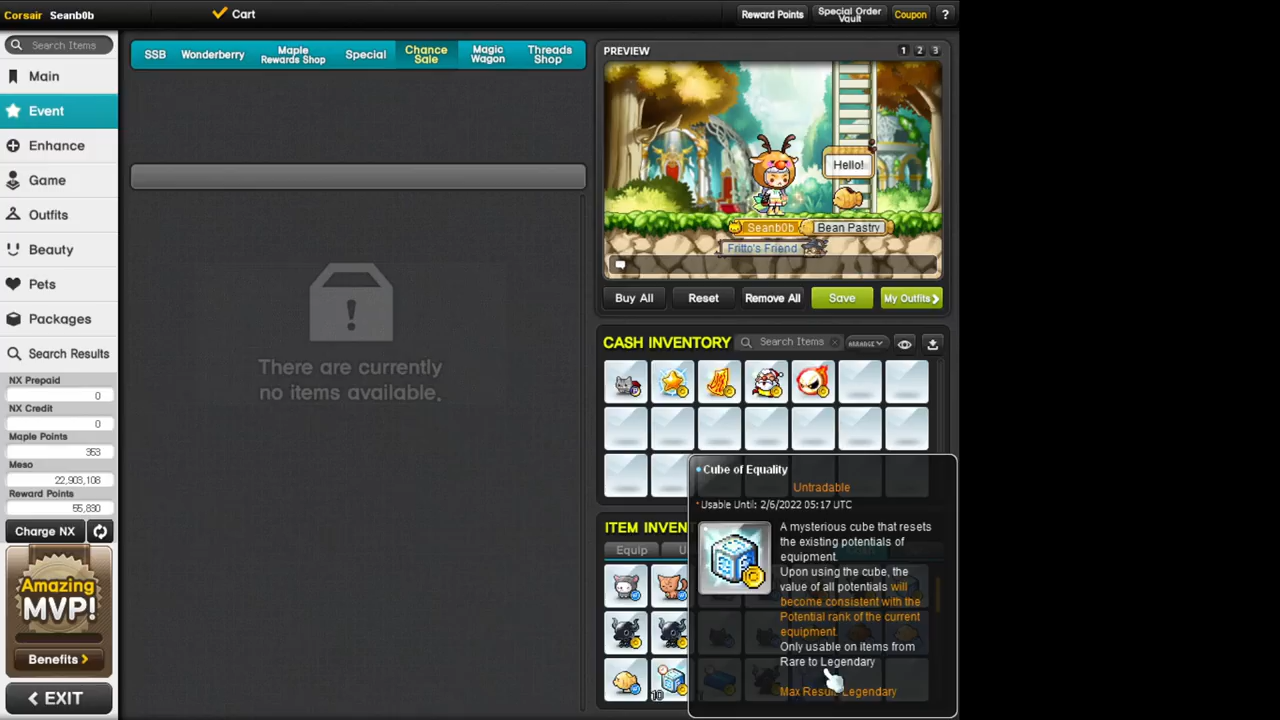 Corsair Seanb0b
Cart
Reward Points
Special Order
Vault
Coupon
?
Search Items
Main
Event
Enhance
Game
Outfits
Beauty
Pets
Packages
Search Results
NX Prepaid
0
NX Credit
0
Maple Points
353
Meso
22,903,106
Reward Points
55,830
Charge NX
Amazing
MVP!
Benefits >
< EXIT
SSB
Wonderberry
Maple
Rewards Shop
Special
Chance
Sale
Magic
Wagon
Threads
Shop
!
There are currently
no items available.
PREVIEW
1 2 3
Hello!
Seanb0b
Bean Pastry
Fritto's Friend
Buy All
Reset
Remove All
Save
My Outfits >
CASH INVENTORY
Search Items
ARRANGE
ITEM INVEN
Equip
U
10
Cube of Equality
Untradable
* Usable Until: 2/6/2022 05:17 UTC
A mysterious cube that resets
the existing potentials of
equipment.
Upon using the cube, the
value of all potentials will
become consistent with the
Potential rank of the current
equipment.
Only usable on items from
Rare to Legendary
Max Result: Legendary